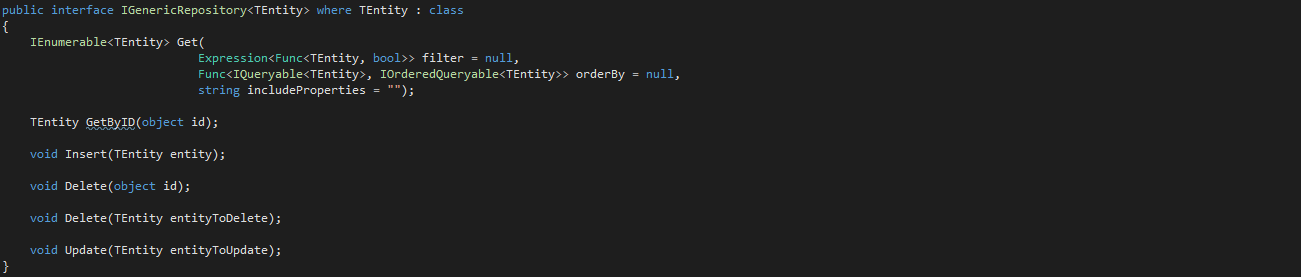 public interface IGenericRepository<TEntity> where TEntity : class
{
    IEnumerable<TEntity> Get(
                            Expression<Func<TEntity, bool>> filter = null,
                            Func<IQueryable<TEntity>, IOrderedQueryable<TEntity>> orderBy = null,
                            string includeProperties = "");
    TEntity GetByID(object id);
    void Insert(TEntity entity);
    void Delete(object id);
    void Delete(TEntity entityToDelete);
    void Update(TEntity entityToUpdate);
}